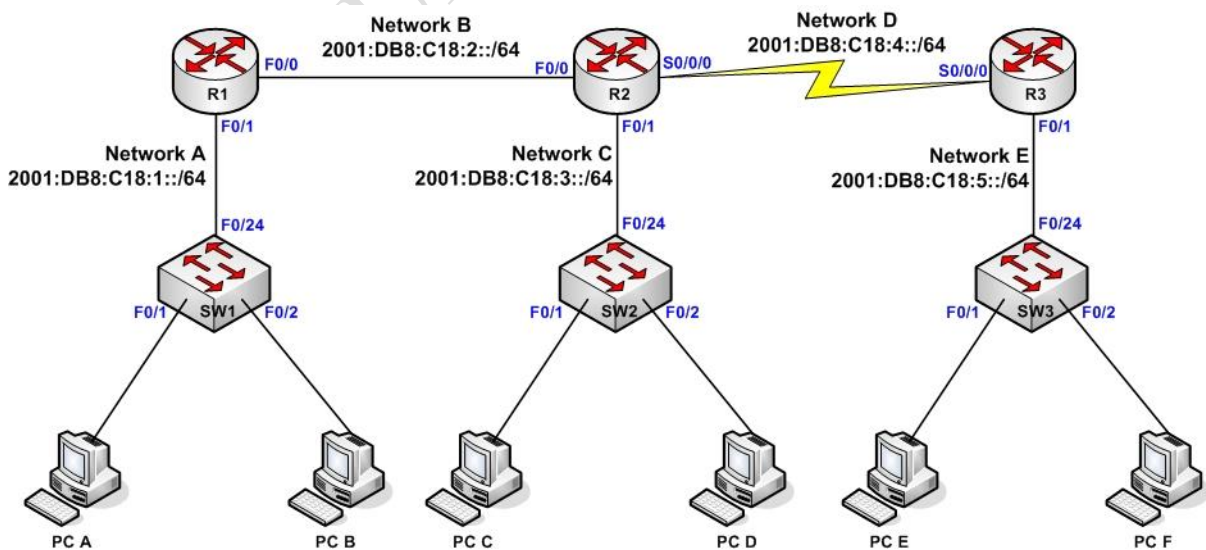 Network B
2001:DB8:C18:2::/64
Network D
2001:DB8:C18:4::/64
F0/0
F0/0
S0/0/0
S0/0/0
R1
R2
R3
F0/1
F0/1
F0/1
Network A
2001:DB8:C18:1::/64
Network C
2001:DB8:C18:3::/64
Network E
2001:DB8:C18:5::/64
F0/24
F0/24
F0/24
F0/1
SW1
F0/2
F0/1
SW2
F0/2
F0/1
SW3
F0/2
PC A
PC B
PC C
PC D
PC E
PC F